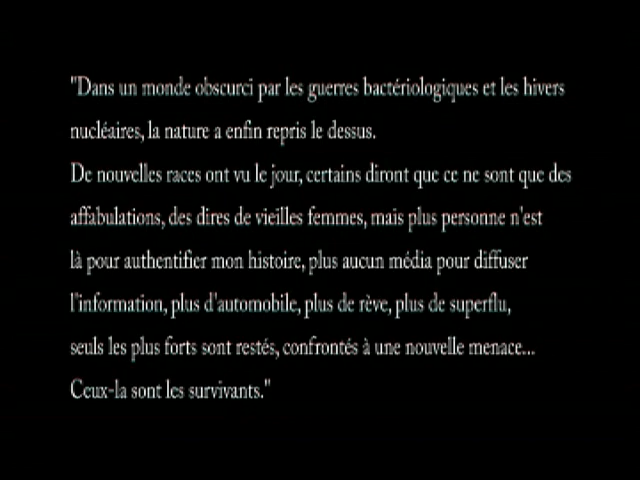 "Dans un monde obscurci par les guerres bactériologiques et les hivers
nucléaires, la nature a enfin repris le dessus.
De nouvelles races ont vu le jour, certains diront que ce ne sont que des
affabulations, des dires de vieilles femmes, mais plus personne n'est
là pour authentifier mon histoire, plus aucun média pour diffuser
l'information, plus d'automobile, plus de rêve, plus de superflu,
seuls les plus forts sont restés, confrontés à une nouvelle menace...
Ceux-la sont les survivants."